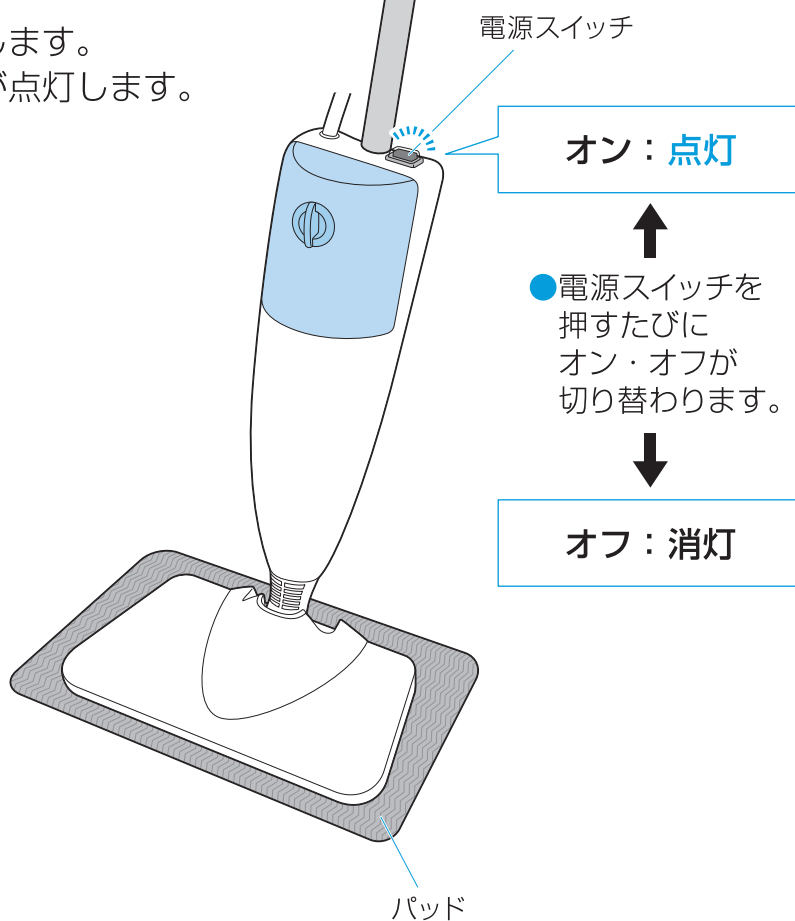 します。
が点灯します。
電源スイッチ
オン：点灯
●電源スイッチを
押すたびに
オン・オフが
切り替わります。
オフ：消灯
パッド